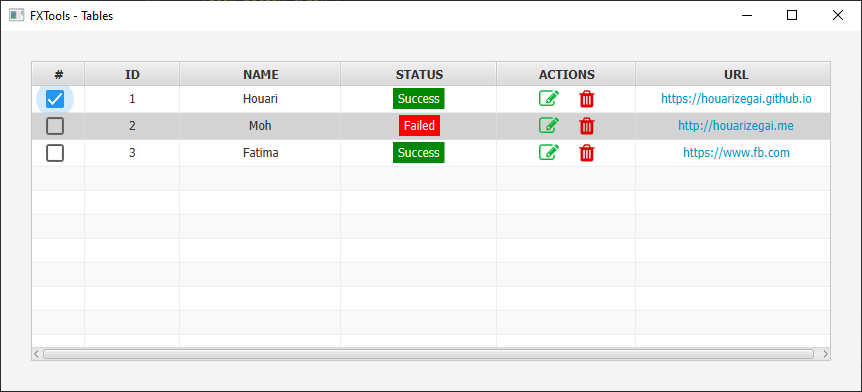 FXTools - Tables
# ID NAME STATUS ACTIONS URL
1 Houari Success https://houarizegai.github.io
2 Moh Failed http://houarizegai.me
3 Fatima Success https://www.fb.com